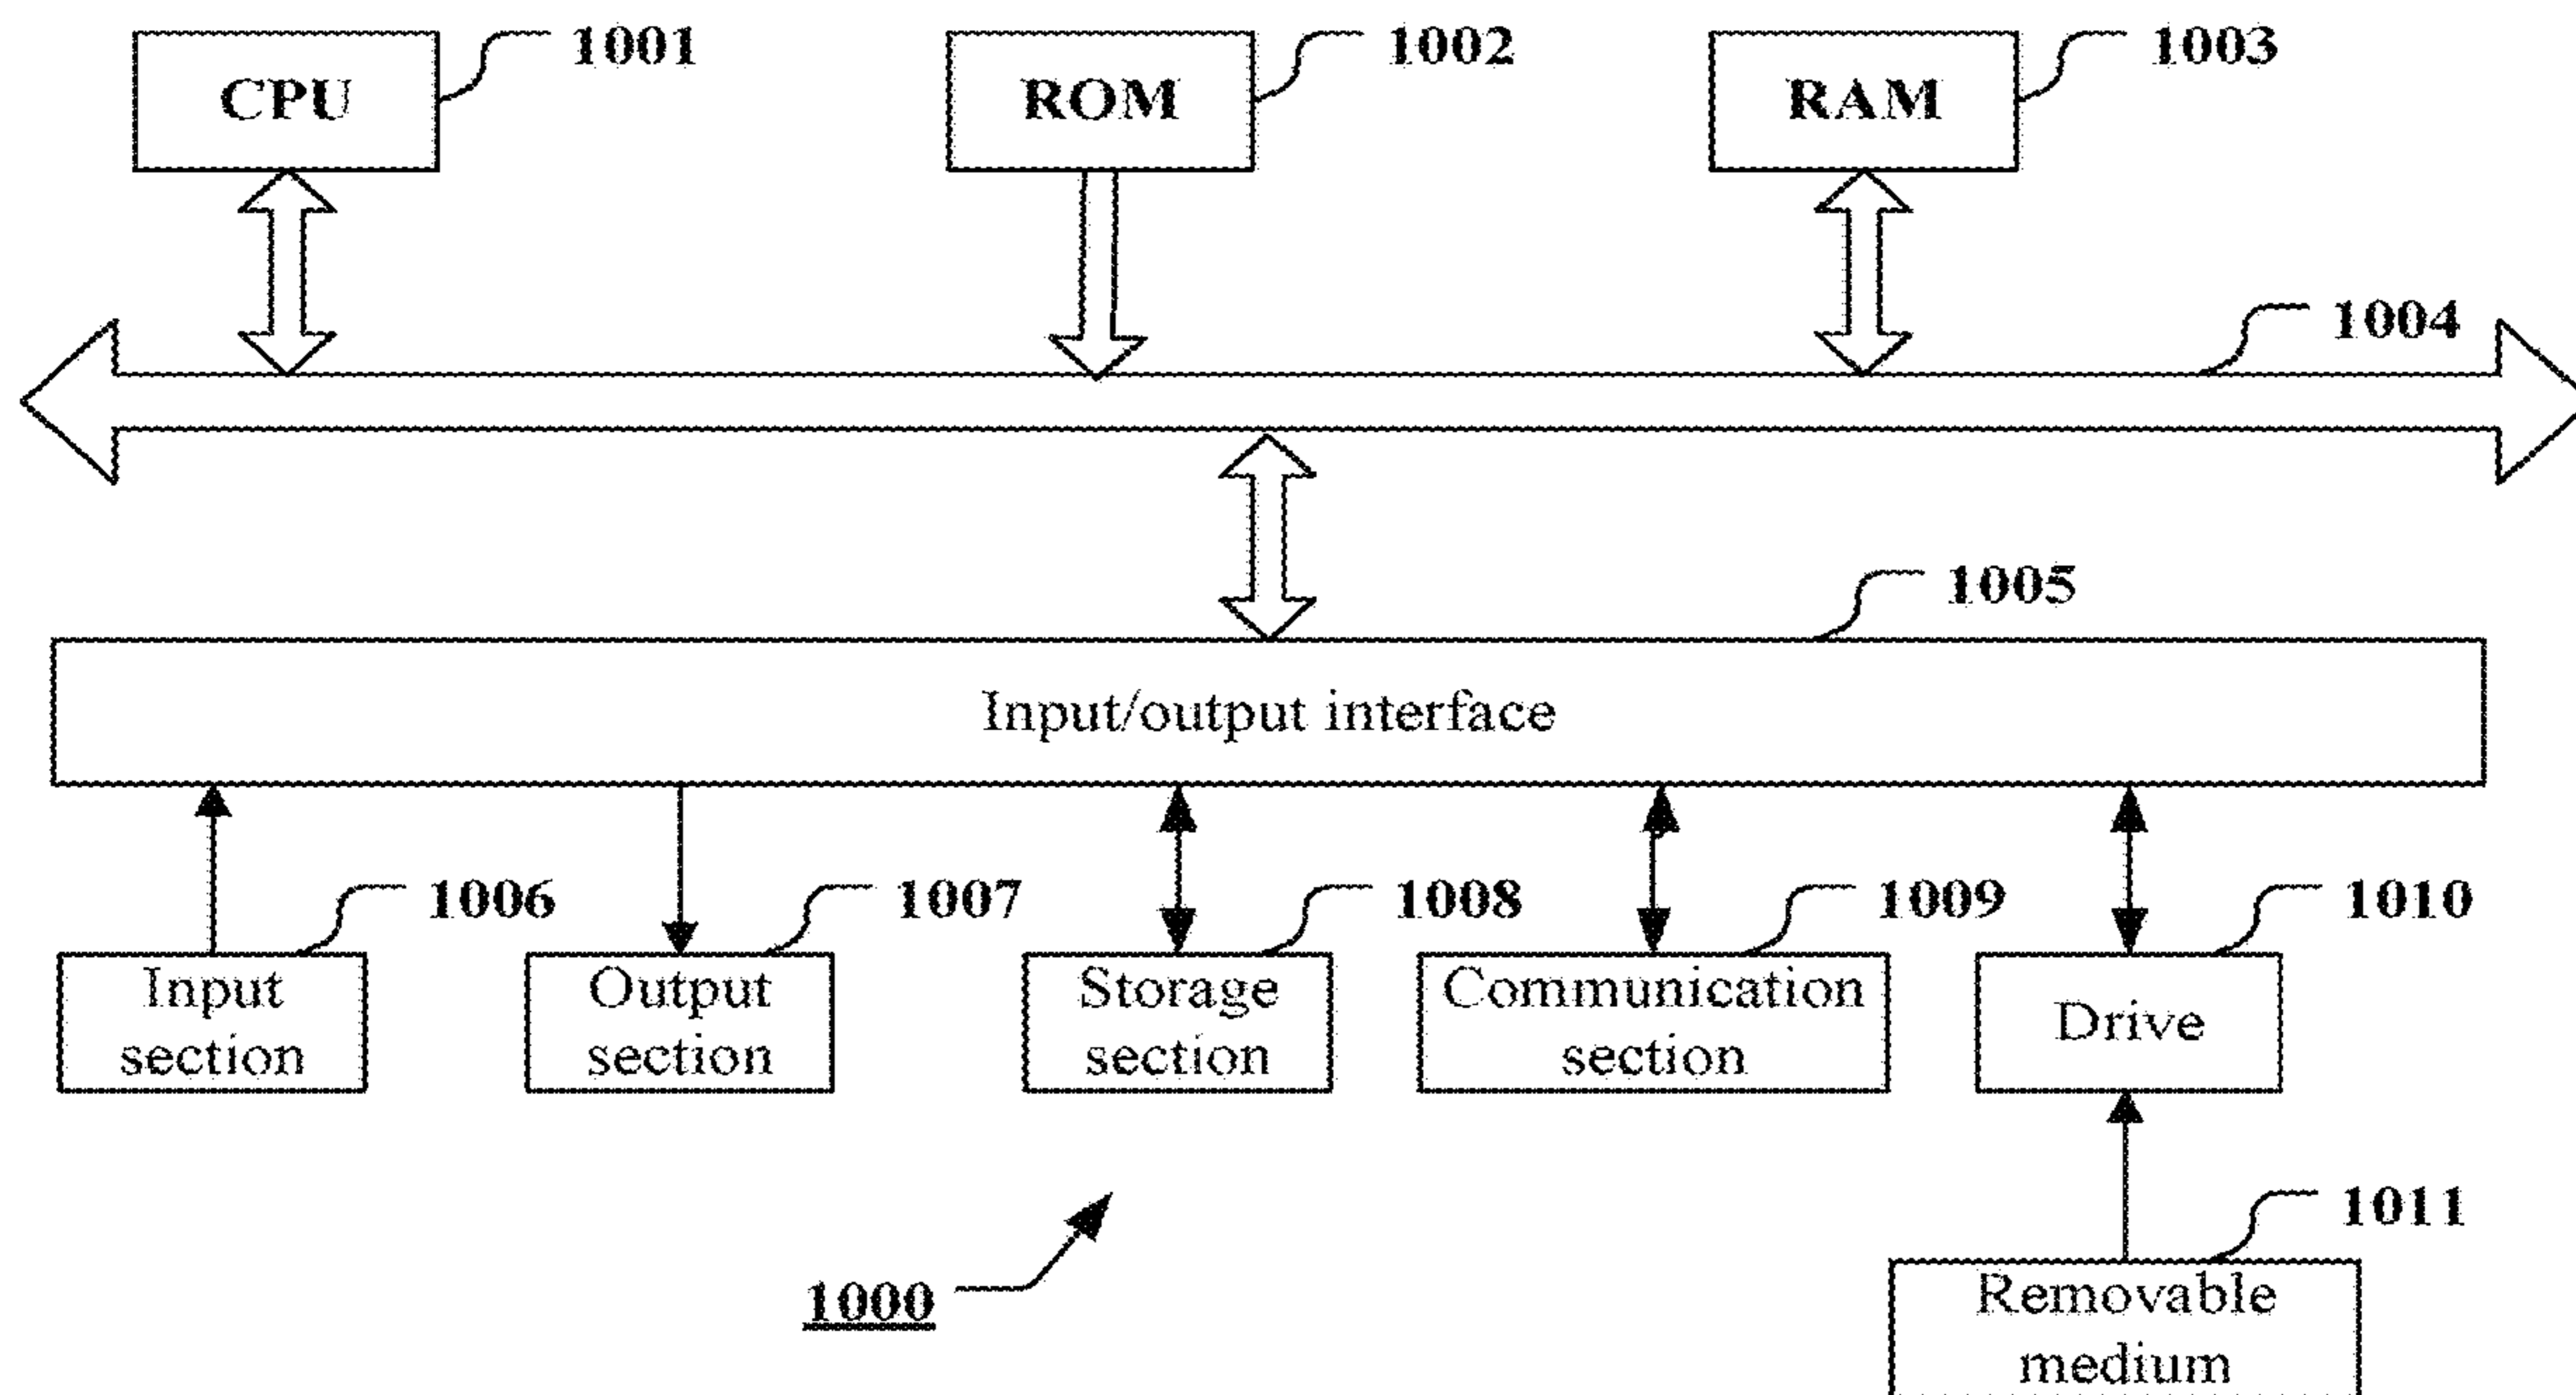 CPU
1001
ROM
1002
RAM
1003
1004
1005
Input/output interface
1006
1007
1008
1009
1010
Input
section
Output
section
Storage
section
Communication
section
Drive
1011
1000
Removable
medium